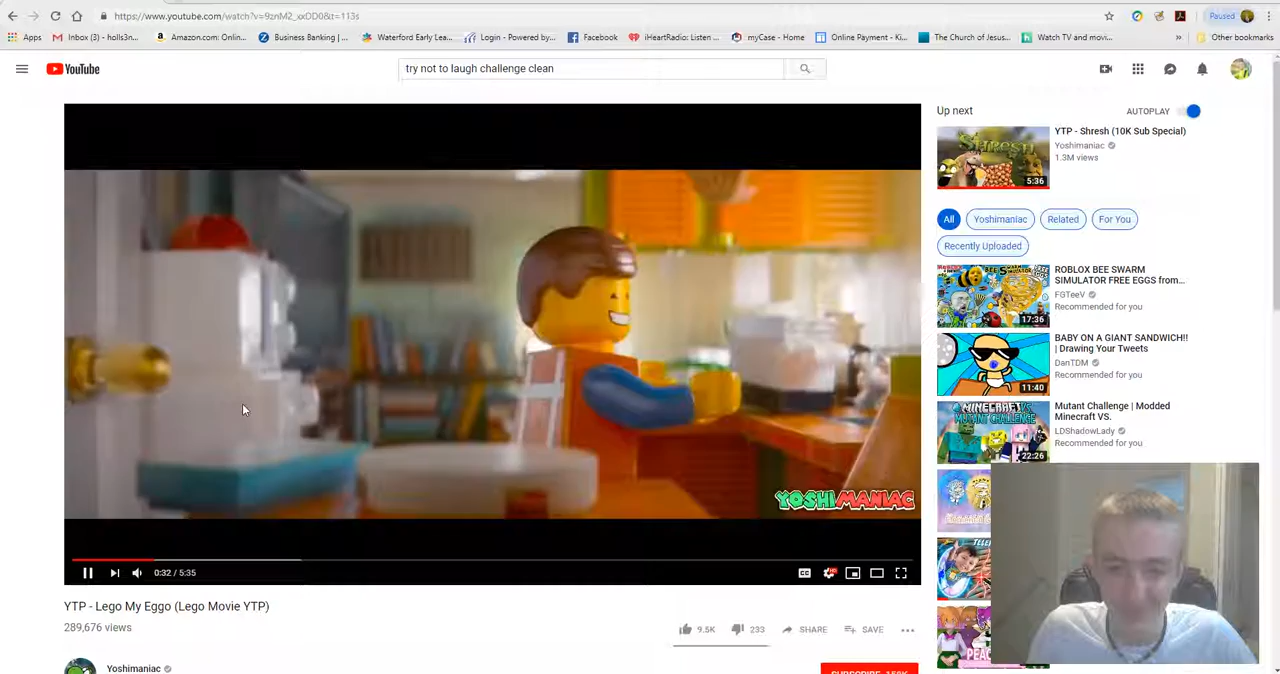 https://www.youtube.com/watch?v=9znM2_xxOD0&t=113s
Paused
Apps
Inbox (3) - holls3n...
Amazon.com: Onlin...
Business Banking | ...
Waterford Early Lea...
Login - Powered by...
Facebook
iHeartRadio: Listen ...
myCase - Home
Online Payment - Ki...
The Church of Jesus...
Watch TV and movi...
»
Other bookmarks
YouTube
try not to laugh challenge clean
Up next
AUTOPLAY
YTP - Shresh (10K Sub Special)
Yoshimaniac
1.3M views
SHRESH
5:36
All
Yoshimaniac
Related
For You
Recently Uploaded
ROBLOX BEE SWARM
SIMULATOR FREE EGGS from...
FGTeeV
Recommended for you
17:36
BABY ON A GIANT SANDWICH!!
| Drawing Your Tweets
DanTDM
Recommended for you
11:40
Mutant Challenge | Modded
Minecraft VS.
LDShadowLady
Recommended for you
22:26
YOSHIMANIAC
0:32 / 5:35
CC
HD
YTP - Lego My Eggo (Lego Movie YTP)
289,676 views
9.5K
233
SHARE
SAVE
Yoshimaniac